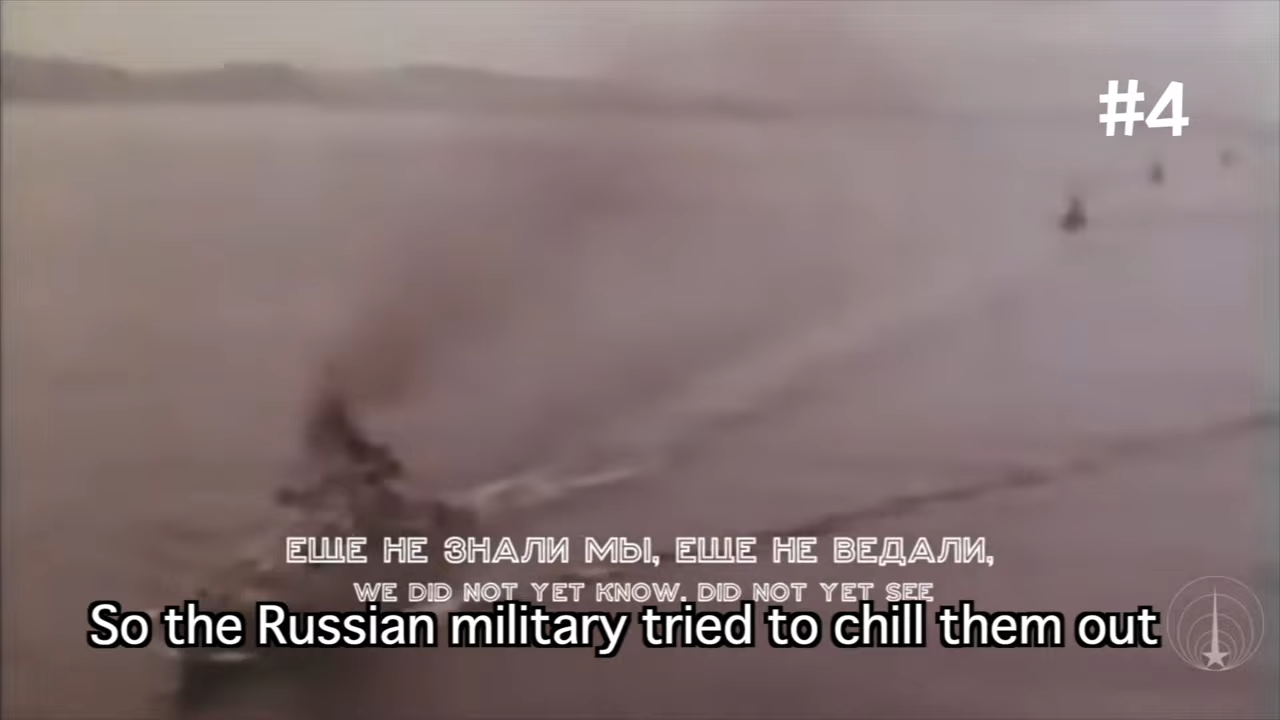 #4
ЕЩЕ НЕ ЗНАЛИ МЫ, ЕЩЕ НЕ ВЕДАЛИ,
WE DID NOT YET KNOW, DID NOT YET SEE
So the Russian military tried to chill them out